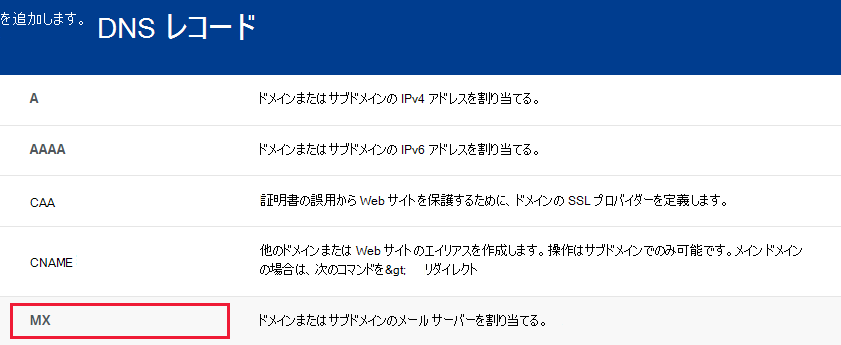 を追加します。 DNS レコード
A ドメインまたはサブドメインの IPv4 アドレスを割り当てる。
AAAA ドメインまたはサブドメインの IPv6 アドレスを割り当てる。
CAA 証明書の誤用から Web サイトを保護するために、ドメインの SSL プロバイダーを定義します。
CNAME 他のドメインまたは Web サイトのエイリアスを作成します。操作はサブドメインでのみ可能です。メイン ドメイン
の場合は、次のコマンドを&gt; リダイレクト
MX ドメインまたはサブドメインのメール サーバーを割り当てる。